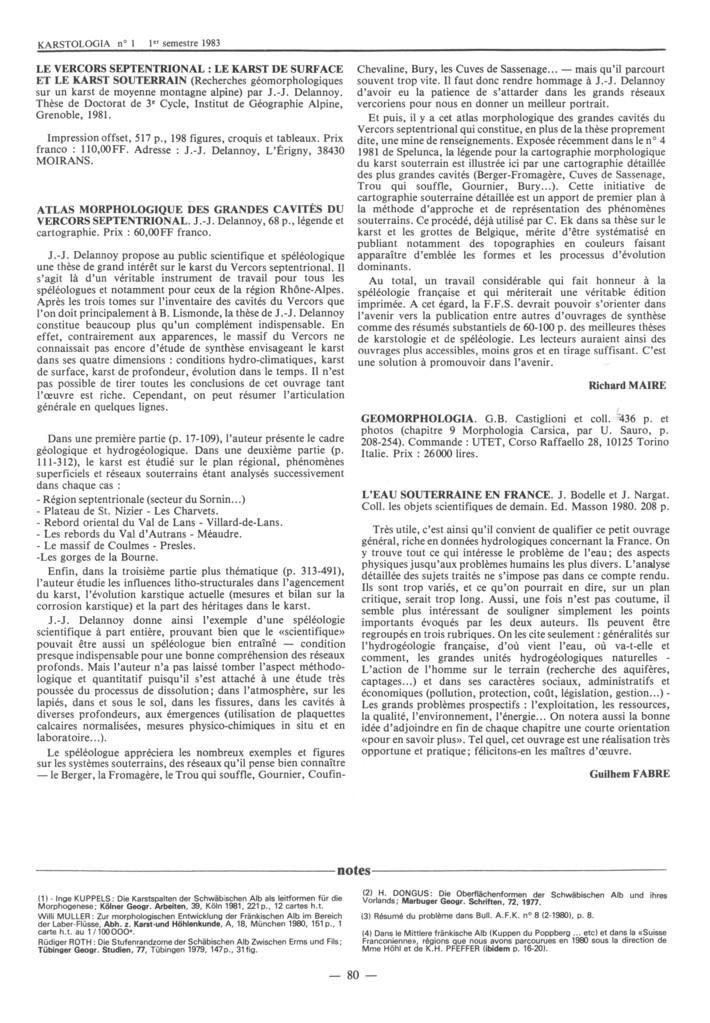 KARSTOLOGIA n° 1 1er semestre 1983
LE VERCORS SEPTENTRIONAL : LE KARST DE SURFACE
ET LE KARST SOUTERRAIN (Recherches géomorphologiques
sur un karst de moyenne montagne alpine) par J.-J. Delannoy.
Thèse de Doctorat de 3e Cycle, Institut de Géographie Alpine,
Grenoble, 1981.
Impression offset, 517 p., 198 figures, croquis et tableaux. Prix
franco : 110,00FF. Adresse : J.-J. Delannoy, L'Érigny, 38430
MOIRANS.
ATLAS MORPHOLOGIQUE DES GRANDES CAVITÉS DU
VERCORS SEPTENTRIONAL. J.-J. Delannoy, 68 p., légende et
cartographie. Prix : 60,00FF franco.
J.-J. Delannoy propose au public scientifique et spéléologique
une thèse de grand intérêt sur le karst du Vercors septentrional. Il
s'agit là d'un véritable instrument de travail pour tous les
spéléologues et notamment pour ceux de la région Rhône-Alpes.
Après les trois tomes sur l'inventaire des cavités du Vercors que
l'on doit principalement à B. Lismonde, la thèse de J.-J. Delannoy
constitue beaucoup plus qu'un complément indispensable. En
effet, contrairement aux apparences, le massif du Vercors ne
connaissait pas encore d'étude de synthèse envisageant le karst
dans ses quatre dimensions : conditions hydro-climatiques, karst
de surface, karst de profondeur, évolution dans le temps. Il n'est
pas possible de tirer toutes les conclusions de cet ouvrage tant
l'œuvre est riche. Cependant, on peut résumer l'articulation
générale en quelques lignes.
Dans une première partie (p. 17-109), l'auteur présente le cadre
géologique et hydrogéologique. Dans une deuxième partie (p.
111-312), le karst est étudié sur le plan régional, phénomènes
superficiels et réseaux souterrains étant analysés successivement
dans chaque cas :
- Région septentrionale (secteur du Sornin...)
- Plateau de St. Nizier - Les Charvets.
- Rebord oriental du Val de Lans - Villard-de-Lans.
- Les rebords du Val d'Autrans - Méaudre.
- Le massif de Coulmes - Presles.
-Les gorges de la Bourne.
Enfin, dans la troisième partie plus thématique (p. 313-491),
l'auteur étudie les influences litho-structurales dans l'agencement
du karst, l'évolution karstique actuelle (mesures et bilan sur la
corrosion karstique) et la part des héritages dans le karst.
J.-J. Delannoy donne ainsi l'exemple d'une spéléologie
scientifique à part entière, prouvant bien que le «scientifique»
pouvait être aussi un spéléologue bien entraîné — condition
presque indispensable pour une bonne compréhension des réseaux
profonds. Mais l'auteur n'a pas laissé tomber l'aspect méthodo-
logique et quantitatif puisqu'il s'est attaché à une étude très
poussée du processus de dissolution ; dans l'atmosphère, sur les
lapiés, dans et sous le sol, dans les fissures, dans les cavités à
diverses profondeurs, aux émergences (utilisation de plaquettes
calcaires normalisées, mesures physico-chimiques in situ et en
laboratoire...).
Le spéléologue appréciera les nombreux exemples et figures
sur les systèmes souterrains, des réseaux qu'il pense bien connaître
— le Berger, la Fromagère, le Trou qui souffle, Gournier, Coufin-
Chevaline, Bury, les Cuves de Sassenage... — mais qu'il parcourt
souvent trop vite. Il faut donc rendre hommage à J.-J. Delannoy
d'avoir eu la patience de s'attarder dans les grands réseaux
vercoriens pour nous en donner un meilleur portrait.
Et puis, il y a cet atlas morphologique des grandes cavités du
Vercors septentrional qui constitue, en plus de la thèse proprement
dite, une mine de renseignements. Exposée récemment dans le n° 4
1981 de Spelunca, la légende pour la cartographie morphologique
du karst souterrain est illustrée ici par une cartographie détaillée
des plus grandes cavités (Berger-Fromagère, Cuves de Sassenage,
Trou qui souffle, Gournier, Bury...). Cette initiative de
cartographie souterraine détaillée est un apport de premier plan à
la méthode d'approche et de représentation des phénomènes
souterrains. Ce procédé, déjà utilisé par C. Ek dans sa thèse sur le
karst et les grottes de Belgique, mérite d'être systématisé en
publiant notamment des topographies en couleurs faisant
apparaître d'emblée les formes et les processus d'évolution
dominants.
Au total, un travail considérable qui fait honneur à la
spéléologie française et qui mériterait une véritable édition
imprimée. A cet égard, la F.F.S. devrait pouvoir s'orienter dans
l'avenir vers la publication entre autres d'ouvrages de synthèse
comme des résumés substantiels de 60-100 p. des meilleures thèses
de karstologie et de spéléologie. Les lecteurs auraient ainsi des
ouvrages plus accessibles, moins gros et en tirage suffisant. C'est
une solution à promouvoir dans l'avenir.
Richard MAIRE
GEOMORPHOLOGIA. G.B. Castiglioni et coll. 436 p. et
photos (chapitre 9 Morphologia Carsica, par U. Sauro, p.
208-254). Commande : UTET, Corso Raffaello 28, 10125 Torino
Italie. Prix : 26000 lires.
L'EAU SOUTERRAINE EN FRANCE. J. Bodelle et J. Nargat.
Coll. les objets scientifiques de demain. Ed. Masson 1980. 208 p.
Très utile, c'est ainsi qu'il convient de qualifier ce petit ouvrage
général, riche en données hydrologiques concernant la France. On
y trouve tout ce qui intéresse le problème de l'eau ; des aspects
physiques jusqu'aux problèmes humains les plus divers. L'analyse
détaillée des sujets traités ne s'impose pas dans ce compte rendu.
Ils sont trop variés, et ce qu'on pourrait en dire, sur un plan
critique, serait trop long. Aussi, une fois n'est pas coutume, il
semble plus intéressant de souligner simplement les points
importants évoqués par les deux auteurs. Ils peuvent être
regroupés en trois rubriques. On les cite seulement : généralités sur
l'hydrogéologie française, d'où vient l'eau, où va-t-elle et
comment, les grandes unités hydrogéologiques naturelles -
L'action de l'homme sur le terrain (recherche des aquifères,
captages...) et dans ses caractères sociaux, administratifs et
économiques (pollution, protection, coût, législation, gestion...) -
Les grands problèmes prospectifs : l'exploitation, les ressources,
la qualité, l'environnement, l'énergie... On notera aussi la bonne
idée d'adjoindre en fin de chaque chapitre une courte orientation
«pour en savoir plus». Tel quel, cet ouvrage est une réalisation très
opportune et pratique ; félicitons-en les maîtres d'œuvre.
Guilhem FABRE
notes
(1) - Inge KUPPELS : Die Karstspalten der Schwäbischen Alb als leitformen für die
Morphogenese ; Kölner Geogr. Arbeiten, 39, Köln 1981, 221 p., 12 cartes h.t.
Willi MULLER : Zur morphologischen Entwicklung der Fränkischen Alb im Bereich
der Laber-Flüsse, Abh. z. Karst-und Höhlenkunde, A, 18, München 1980, 151 p., 1
carte h.t. au 1/100 000e.
Rüdiger ROTH : Die Stufenrandzome der Schäbischen Alb Zwischen Erms und Fils ;
Tübinger Geogr. Studien, 77, Tübingen 1979, 147 p., 31 fig.
(2) H. DONGUS : Die Oberflächenformen der Schwäbischen Alb und ihres
Vorlands ; Marbuger Geogr. Schriften, 72, 1977.
(3) Résumé du problème dans Bull. A.F.K. n° 8 (2-1980), p. 8.
(4) Dans le Mittlere fränkische Alb (Kuppen du Poppberg ... etc) et dans la «Suisse
Franconienne», régions que nous avons parcourues en 1980 sous la direction de
Mme Höhl et de K.H. PFEFFER (ibidem p. 16-20).
— 80 —